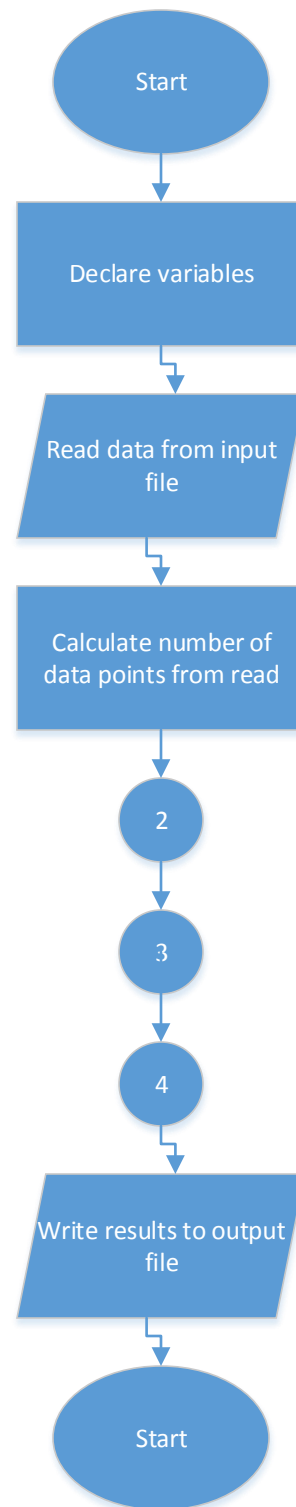 Start
Declare variables
Read data from input
file
Calculate number of
data points from read
2
3
4
Write results to output
file
Start